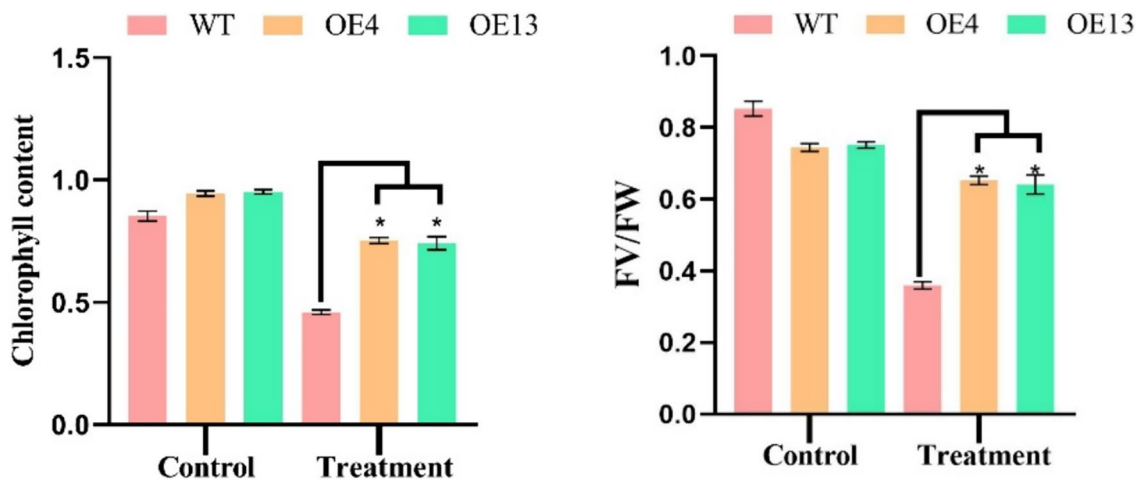 WT OE4 OE13
Chlorophyll content
1.5
1.0
0.5
0.0
* *
Control Treatment
WT OE4 OE13
FV/FW
1.0
0.8
0.6
0.4
0.2
0.0
* *
Control Treatment